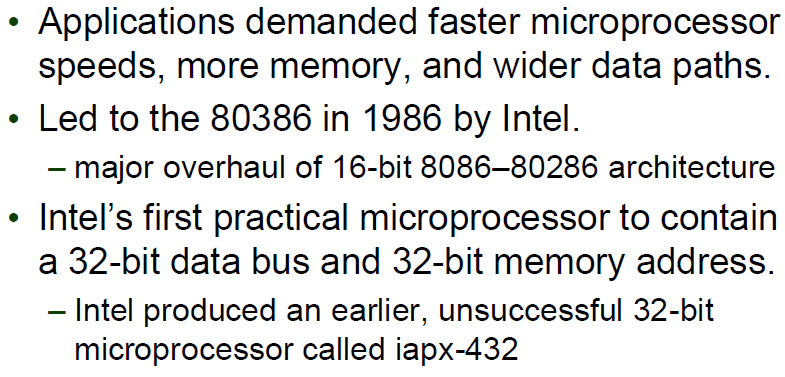 • Applications demanded faster microprocessor
speeds, more memory, and wider data paths.
• Led to the 80386 in 1986 by Intel.
– major overhaul of 16-bit 8086–80286 architecture
• Intel’s first practical microprocessor to contain
a 32-bit data bus and 32-bit memory address.
– Intel produced an earlier, unsuccessful 32-bit
microprocessor called iapx-432